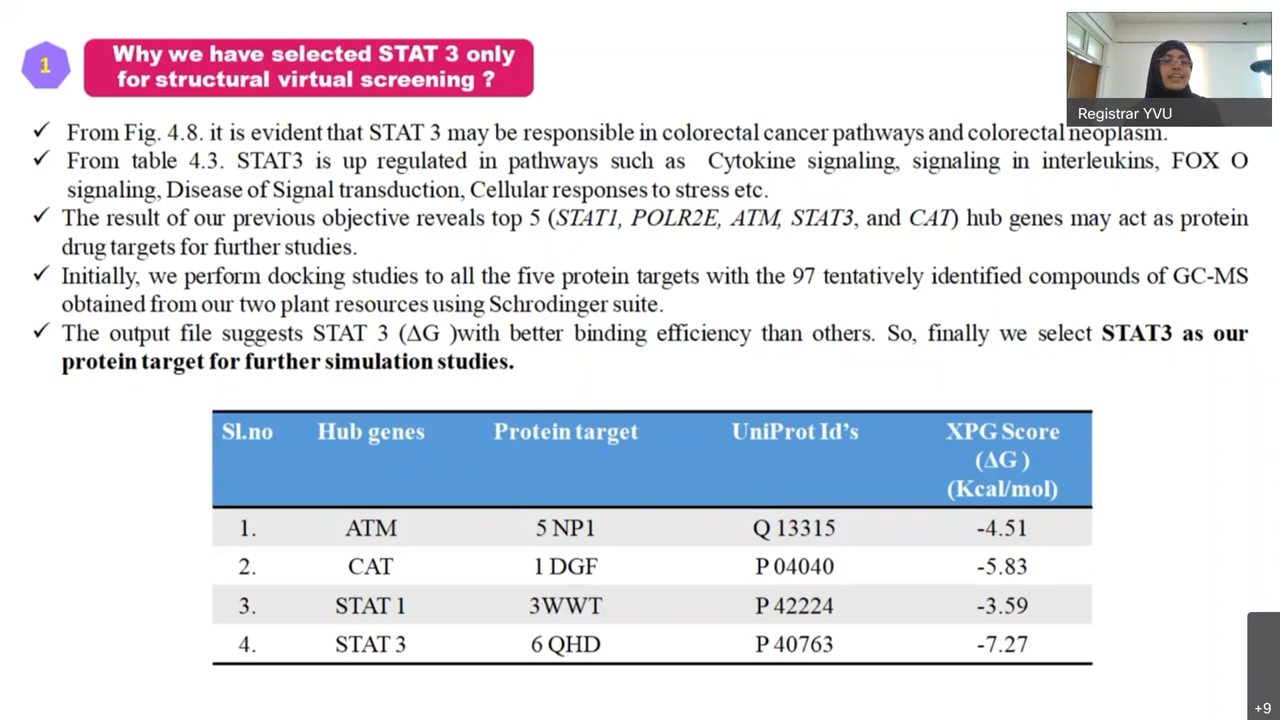 1
Why we have selected STAT 3 only
for structural virtual screening ?
Registrar YVU
✓ From Fig. 4.8. it is evident that STAT 3 may be responsible in colorectal cancer pathways and colorectal neoplasm.
✓ From table 4.3. STAT3 is up regulated in pathways such as Cytokine signaling, signaling in interleukins, FOX O
signaling, Disease of Signal transduction, Cellular responses to stress etc.
✓ The result of our previous objective reveals top 5 (STAT1, POLR2E, ATM, STAT3, and CAT) hub genes may act as protein
drug targets for further studies.
✓ Initially, we perform docking studies to all the five protein targets with the 97 tentatively identified compounds of GC-MS
obtained from our two plant resources using Schrodinger suite.
✓ The output file suggests STAT 3 (ΔG )with better binding efficiency than others. So, finally we select STAT3 as our
protein target for further simulation studies.
Sl.no Hub genes Protein target UniProt Id's XPG Score
(ΔG )
(Kcal/mol)
1. ATM 5 NP1 Q 13315 -4.51
2. CAT 1 DGF P 04040 -5.83
3. STAT 1 3WWT P 42224 -3.59
4. STAT 3 6 QHD P 40763 -7.27
+9